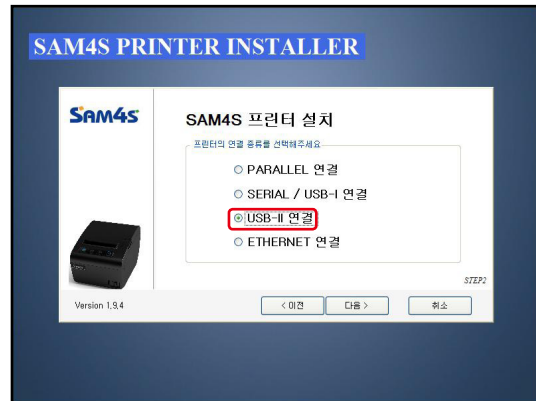 SAM4S PRINTER INSTALLER
SAM4S
SAM4S 프린터 설치
프린터의 연결 종류를 선택해주세요
PARALLEL 연결
SERIAL / USB-I 연결
USB-II 연결
ETHERNET 연결
STEP2
Version 1.9.4
< 이전
다음 >
취소